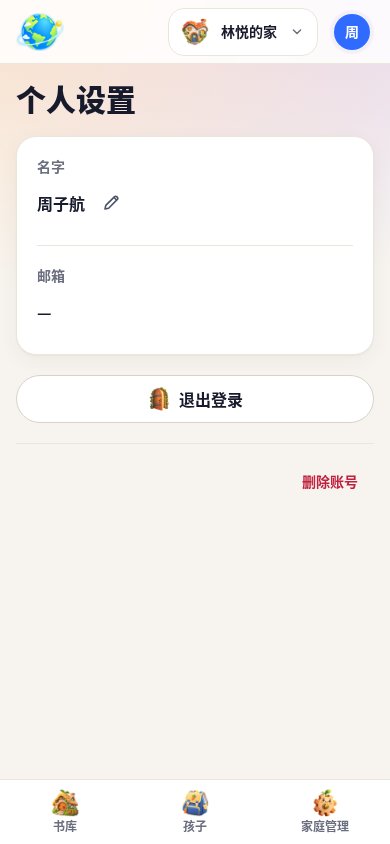 林悦的家
周
个人设置
名字
周子航
邮箱
—
退出登录
删除账号
书库
孩子
家庭管理